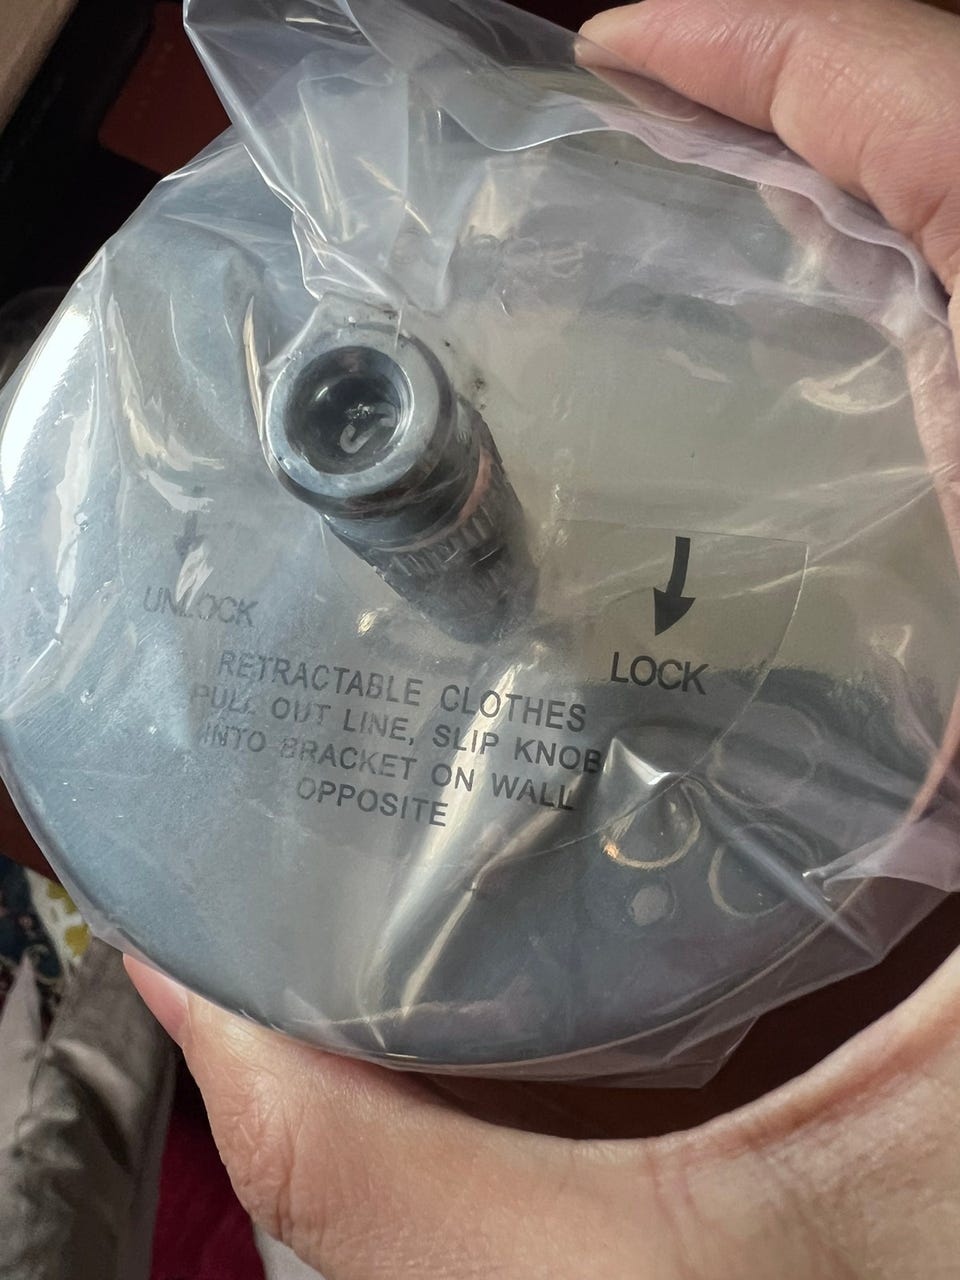 UNLOCK
LOCK
RETRACTABLE CLOTHES
PULL OUT LINE, SLIP KNOB
INTO BRACKET ON WALL
OPPOSITE